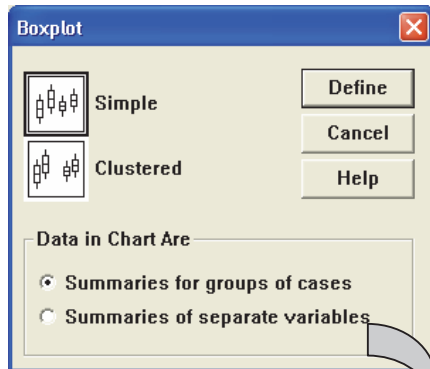 Boxplot
Simple
Clustered
Define
Cancel
Help
Data in Chart Are
Summaries for groups of cases
Summaries of separate variables